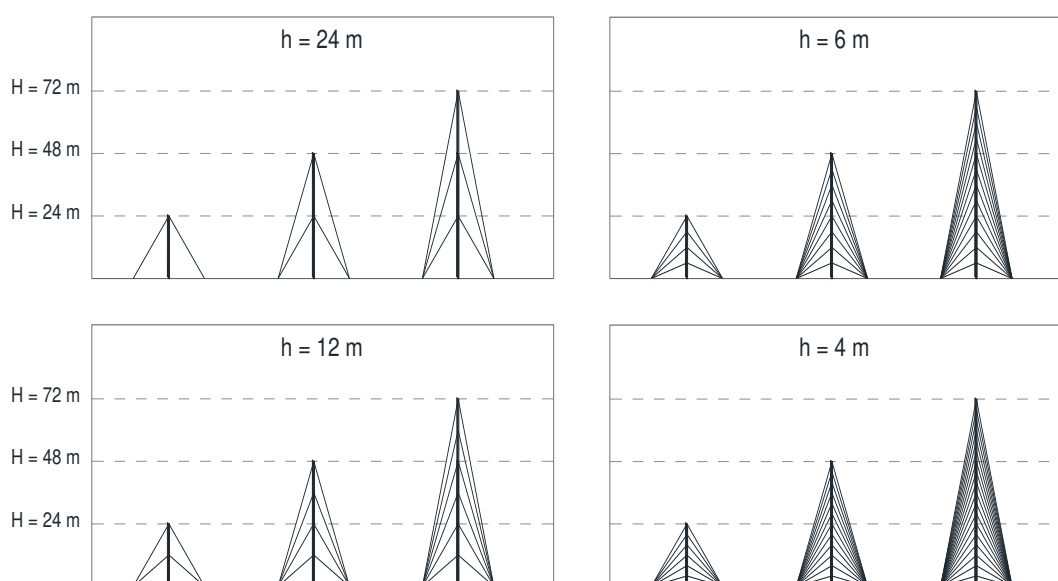 h = 24 m
h = 6 m
H = 72 m
H = 48 m
H = 24 m
h = 12 m
h = 4 m
H = 72 m
H = 48 m
H = 24 m